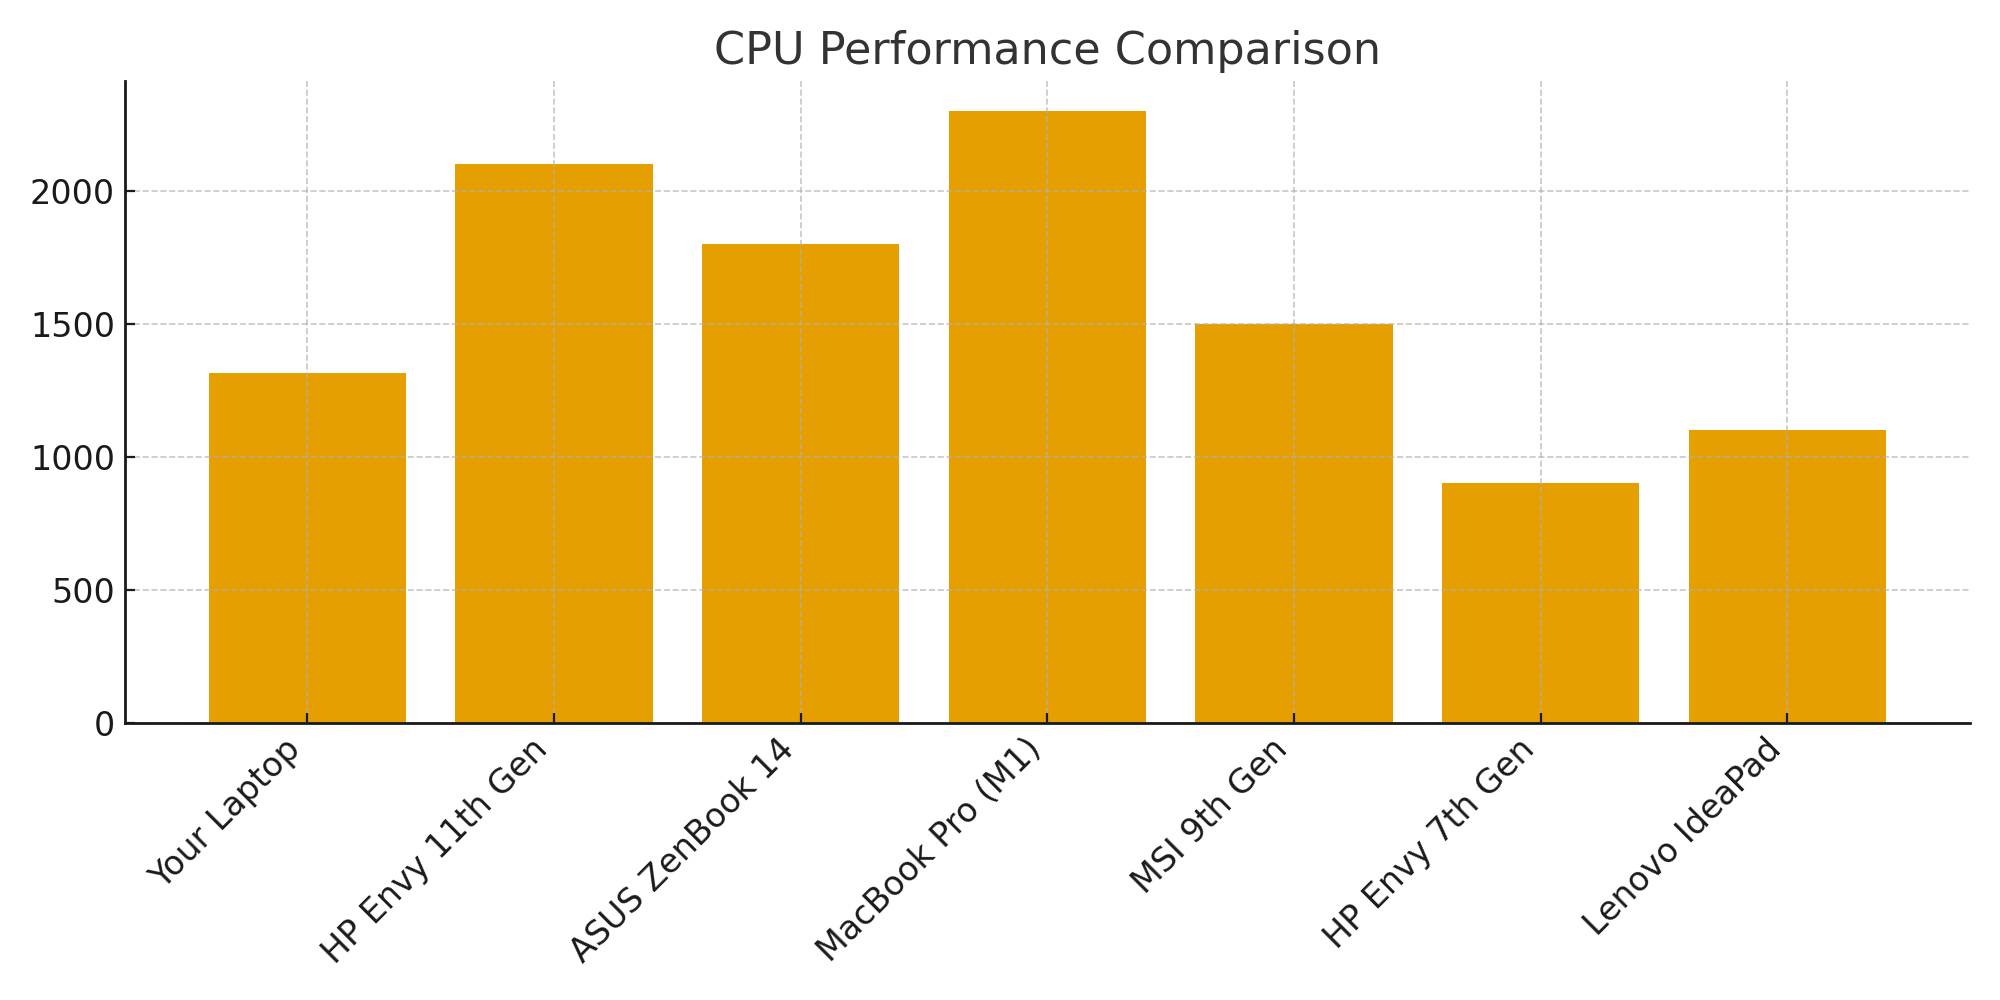 CPU Performance Comparison
2000
1500
1000
500
0
Your Laptop
HP Envy 11th Gen
ASUS ZenBook 14
MacBook Pro (M1)
MSI 9th Gen
HP Envy 7th Gen
Lenovo IdeaPad